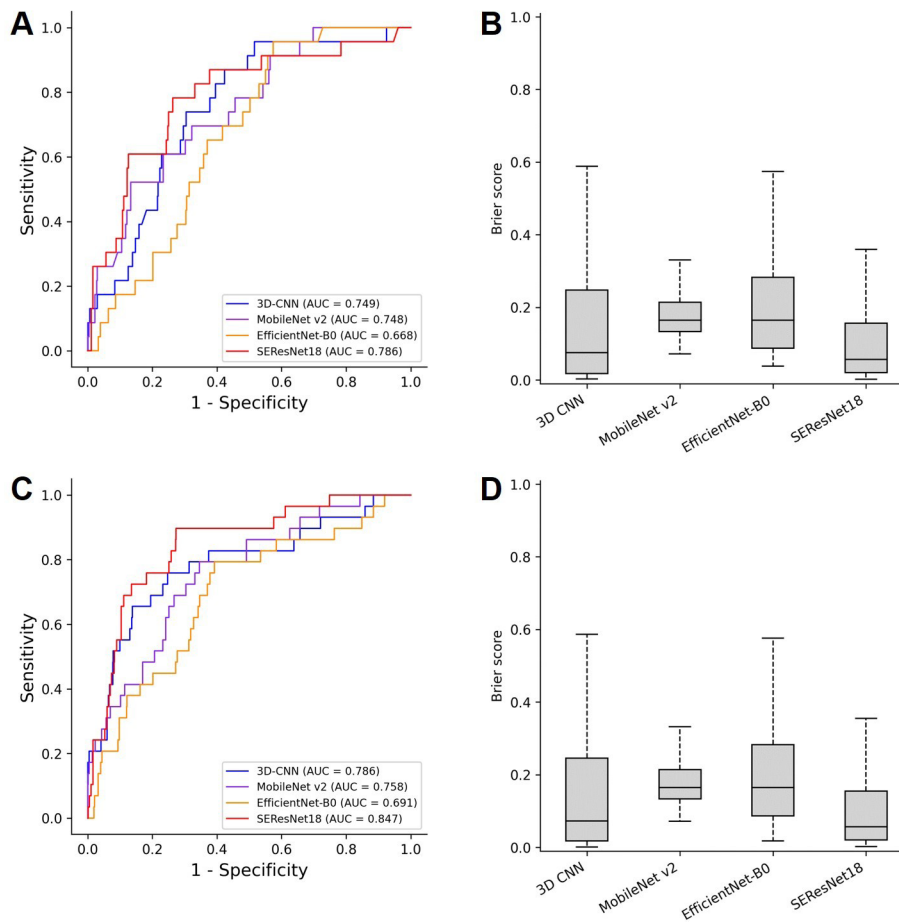 A
1.0
0.8
0.6
0.4
0.2
0.0
Sensitivity
3D-CNN (AUC = 0.749)
MobileNet v2 (AUC = 0.748)
EfficientNet-B0 (AUC = 0.668)
SEResNet18 (AUC = 0.786)
0.0 0.2 0.4 0.6 0.8 1.0
1 - Specificity
B
1.0
0.8
0.6
0.4
0.2
0.0
Brier score
3D CNN
MobileNet v2
EfficientNet-B0
SEResNet18
C
1.0
0.8
0.6
0.4
0.2
0.0
Sensitivity
3D-CNN (AUC = 0.786)
MobileNet v2 (AUC = 0.758)
EfficientNet-B0 (AUC = 0.691)
SEResNet18 (AUC = 0.847)
0.0 0.2 0.4 0.6 0.8 1.0
1 - Specificity
D
1.0
0.8
0.6
0.4
0.2
0.0
Brier score
3D CNN
MobileNet v2
EfficientNet-B0
SEResNet18